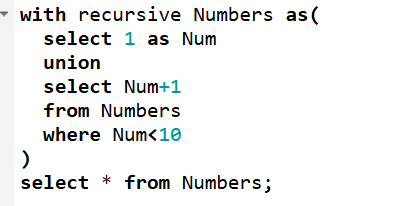 with recursive Numbers as(
select 1 as Num
union
select Num+1
from Numbers
where Num<10
)
select * from Numbers;